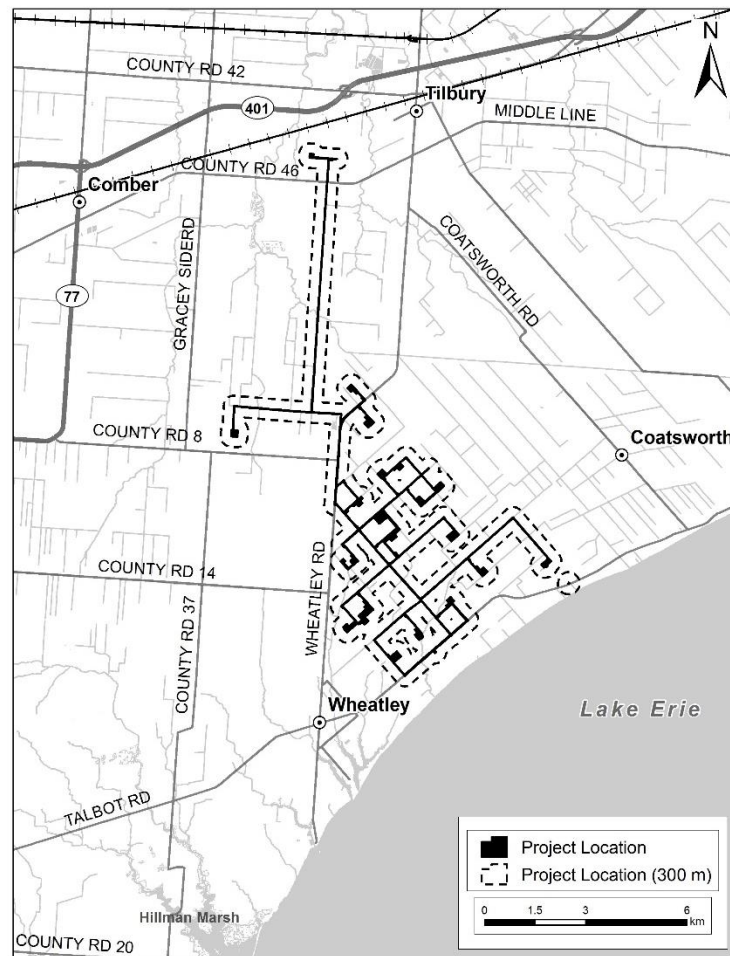 N
COUNTY RD 42
401
Tilbury
MIDDLE LINE
COUNTY RD 46
Comber
77
GRACEY SIDERD
COATSWORTH RD
COUNTY RD 8
Coatsworth
WHEATLEY RD
COUNTY RD 14
COUNTY RD 37
Wheatley
Lake Erie
TALBOT RD
Hillman Marsh
COUNTY RD 20
Project Location
Project Location (300 m)
0 1.5 3 6
km